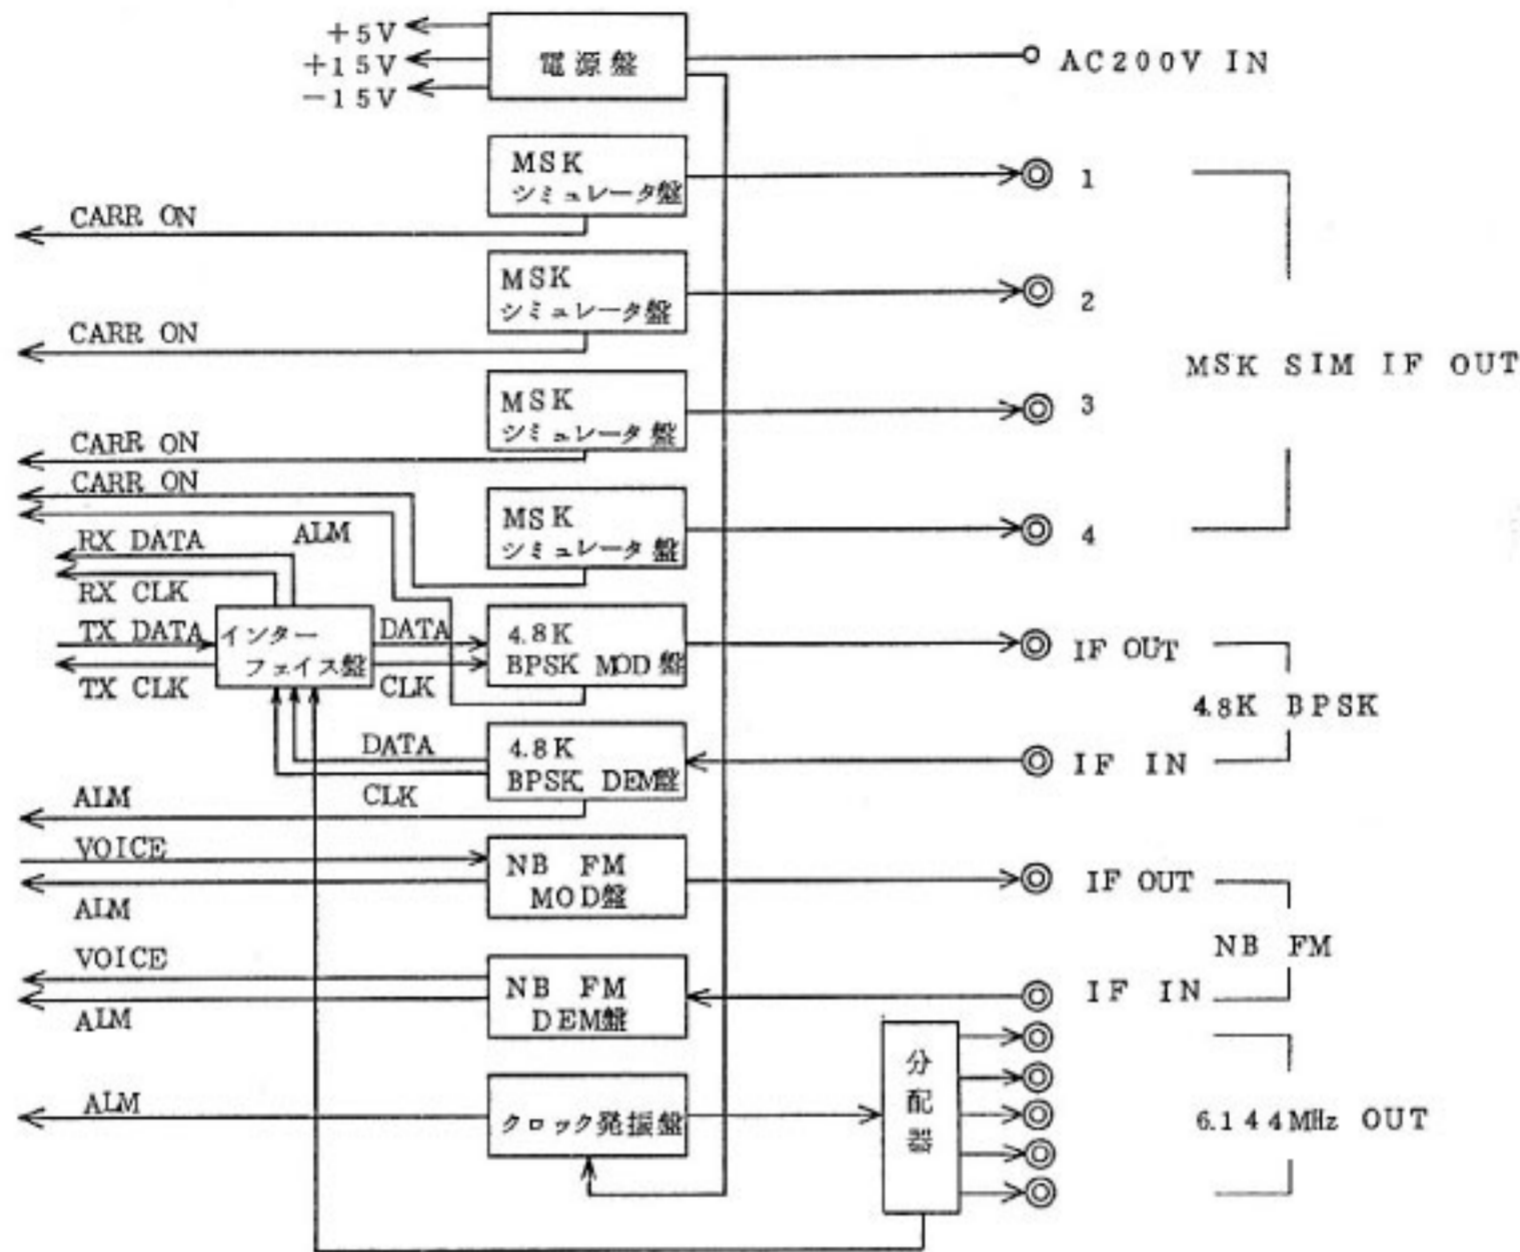 +5V
+15V
-15V
電源盤
AC200V IN
MSK
シミュレータ盤
1
CARR ON
MSK
シミュレータ盤
2
CARR ON
MSK SIM IF OUT
MSK
シミュレータ盤
3
CARR ON
CARR ON
MSK
シミュレータ盤
4
ALM
RX DATA
RX CLK
TX DATA
TX CLK
インター
フェイス盤
DATA
CLK
4.8K
BPSK MOD盤
IF OUT
4.8K BPSK
DATA
CLK
4.8K
BPSK. DEM盤
IF IN
ALM
VOICE
ALM
NB FM
MOD盤
IF OUT
NB FM
VOICE
ALM
NB FM
DEM盤
IF IN
ALM
クロック発振盤
分配器
6.144MHz OUT